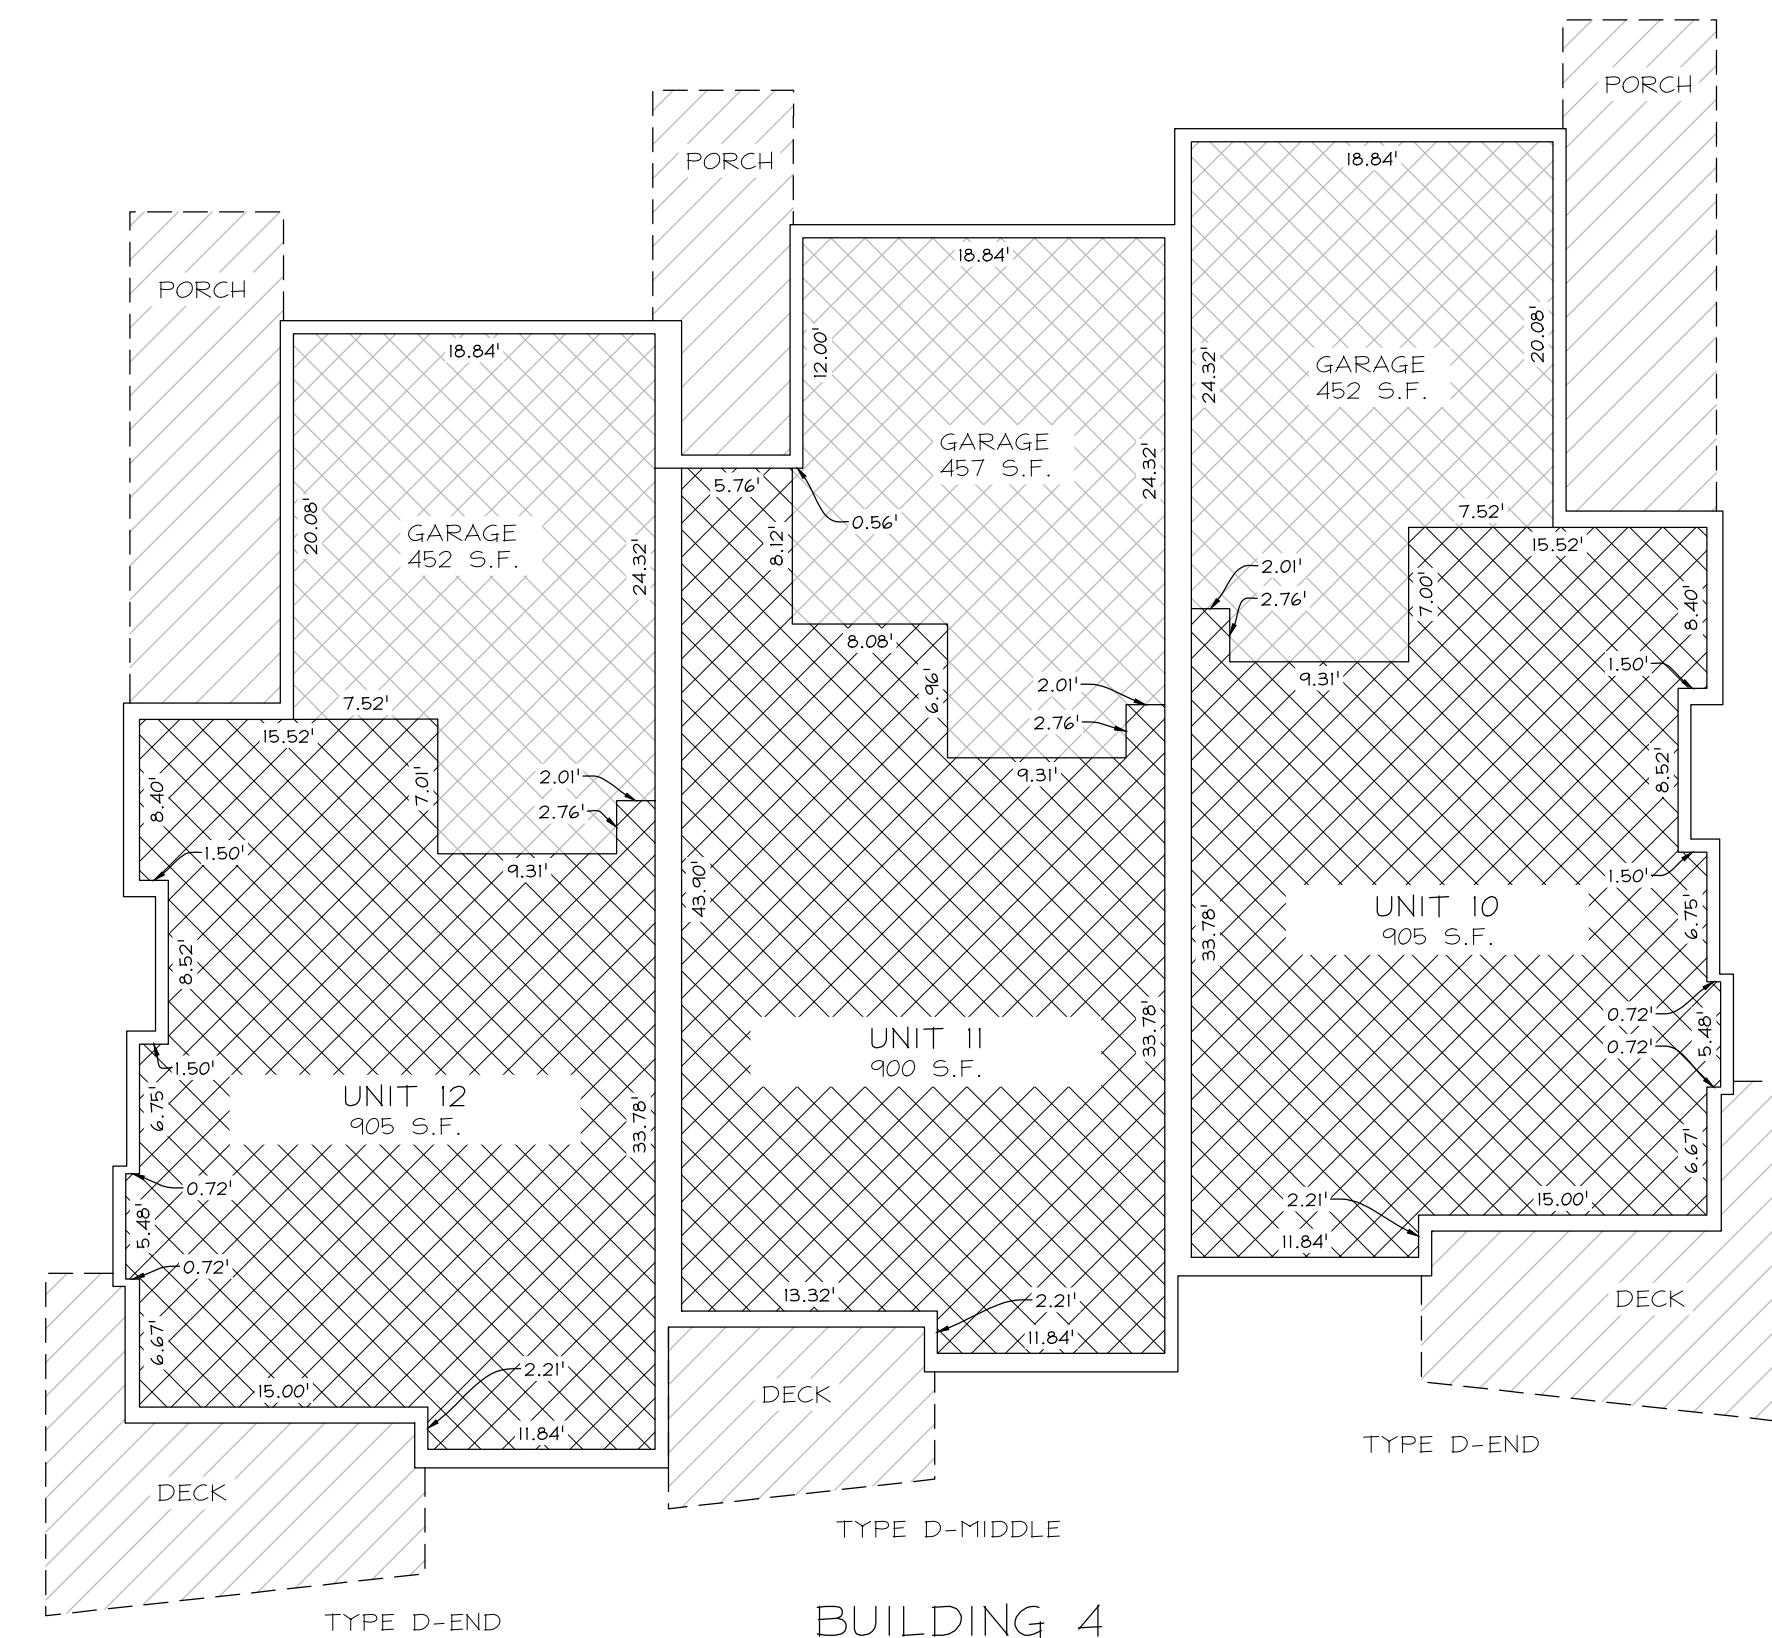 PORCH
18.84'
20.08'
GARAGE
452 S.F.
24.32'
7.52'
15.52'
7.01'
2.01'
2.76'
9.31'
8.40'
1.50'
8.52'
1.50'
6.75'
UNIT 12
905 S.F.
33.78'
0.72'
5.48'
0.72'
6.67'
15.00'
2.21'
11.84'
DECK
TYPE D-END
PORCH
18.84'
12.00'
GARAGE
457 S.F.
24.32'
5.76'
0.56'
8.12'
8.08'
6.96'
2.01'
2.76'
9.31'
43.90'
UNIT 11
900 S.F.
33.78'
13.32'
2.21'
11.84'
DECK
TYPE D-MIDDLE
PORCH
18.84'
20.08'
GARAGE
452 S.F.
24.32'
7.52'
15.52'
2.01'
2.76'
7.00'
9.31'
8.40'
1.50'
8.52'
1.50'
6.75'
UNIT 10
905 S.F.
33.78'
0.72'
5.48'
0.72'
6.67'
15.00'
2.21'
11.84'
DECK
TYPE D-END
BUILDING 4